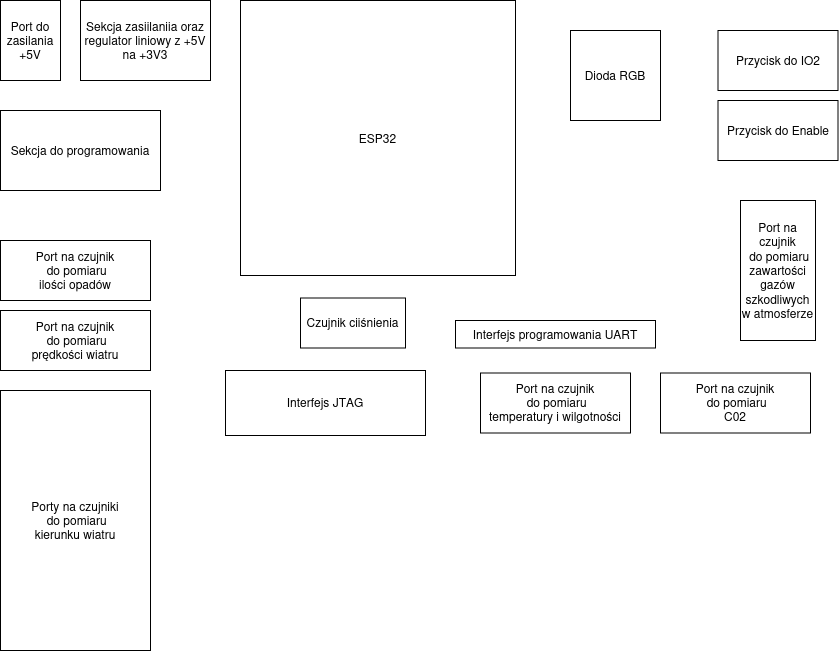 Port do
zasilania
+5V
Sekcja zasiilaniia oraz
regulator liniowy z +5V
na +3V3
ESP32
Dioda RGB
Przycisk do IO2
Przycisk do Enable
Sekcja do programowania
Port na czujnik
do pomiaru
ilości opadów
Port na czujnik
do pomiaru
prędkości wiatru
Port na
czujnik
do pomiaru
zawartości
gazów
szkodliwych
w atmosferze
Czujnik ciiśnienia
Interfejs programowania UART
Interfejs JTAG
Port na czujnik
do pomiaru
temperatury i wilgotności
Port na czujnik
do pomiaru
C02
Porty na czujniki
do pomiaru
kierunku wiatru